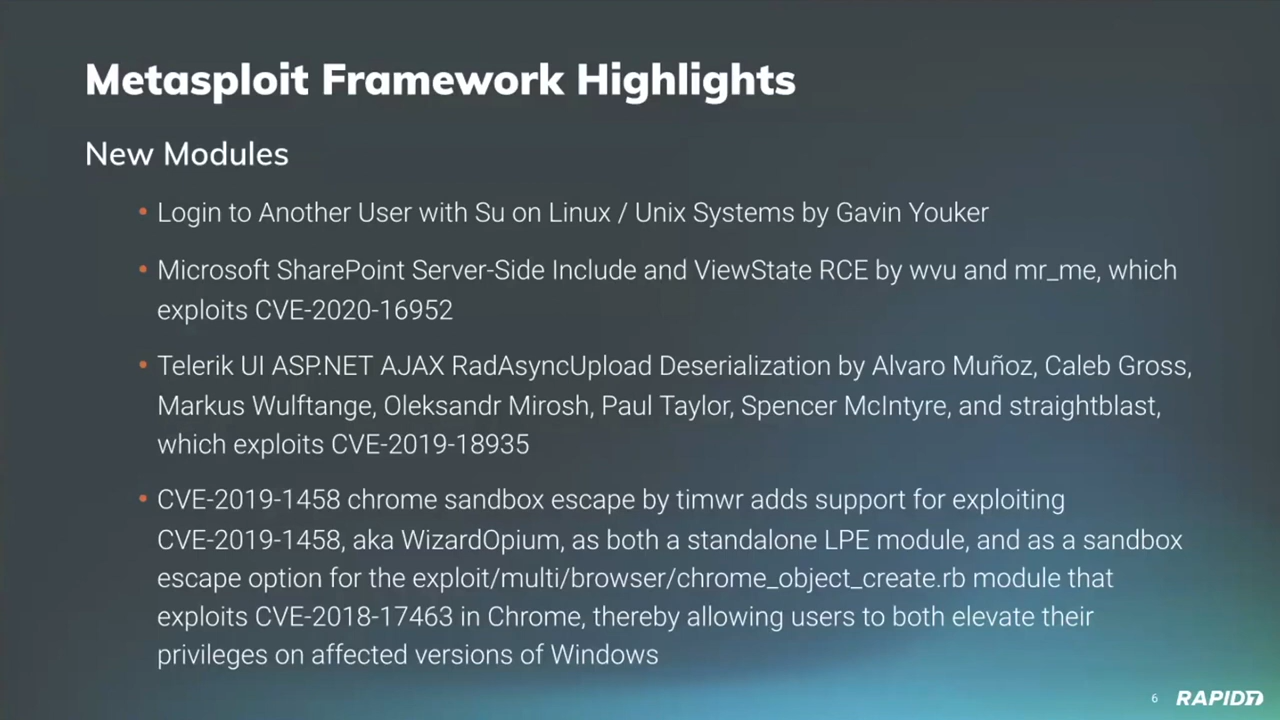 Metasploit Framework Highlights
New Modules
• Login to Another User with Su on Linux / Unix Systems by Gavin Youker
• Microsoft SharePoint Server-Side Include and ViewState RCE by wvu and mr_me, which
exploits CVE-2020-16952
• Telerik UI ASP.NET AJAX RadAsyncUpload Deserialization by Alvaro Muñoz, Caleb Gross,
Markus Wulftange, Oleksandr Mirosh, Paul Taylor, Spencer McIntyre, and straightblast,
which exploits CVE-2019-18935
• CVE-2019-1458 chrome sandbox escape by timwr adds support for exploiting
CVE-2019-1458, aka WizardOpium, as both a standalone LPE module, and as a sandbox
escape option for the exploit/multi/browser/chrome_object_create.rb module that
exploits CVE-2018-17463 in Chrome, thereby allowing users to both elevate their
privileges on affected versions of Windows
6 RAPID7